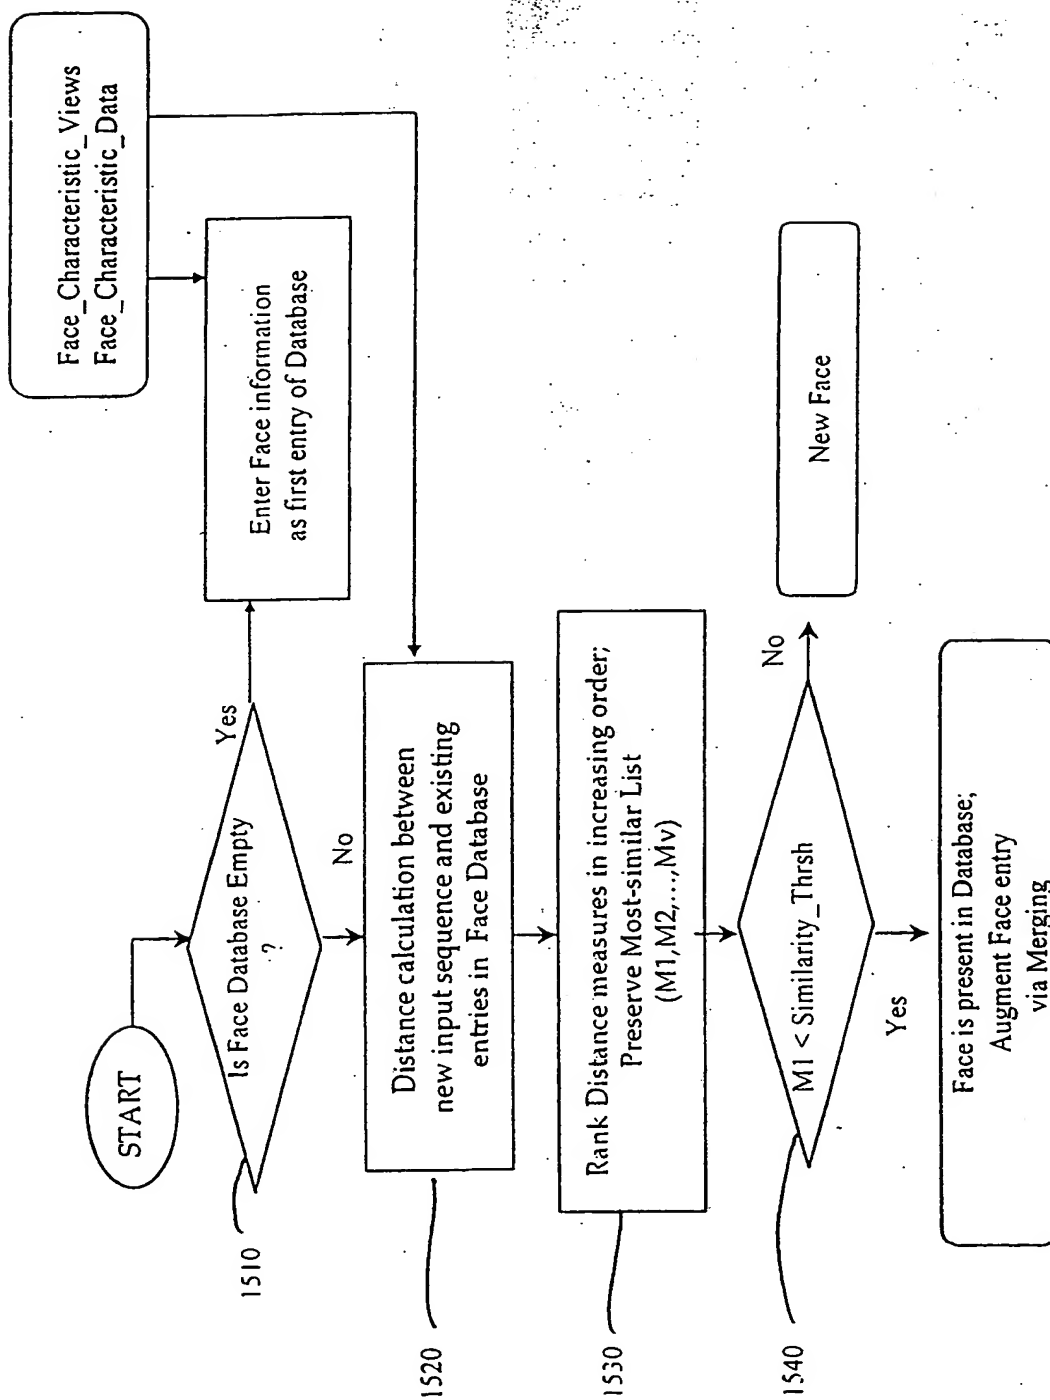 START
Face_Characteristic_Views
Face_Characteristic_Data
1510
Is Face Database Empty
?
Yes
Enter Face information
as first entry of Database
No
1520
Distance calculation between
new input sequence and existing
entries in Face Database
1530
Rank Distance measures in increasing order;
Preserve Most-similar List
(M1,M2,...,Mv)
1540
M1 < Similarity_Thrsh
No
New Face
Yes
Face is present in Database;
Augment Face entry
via Merging